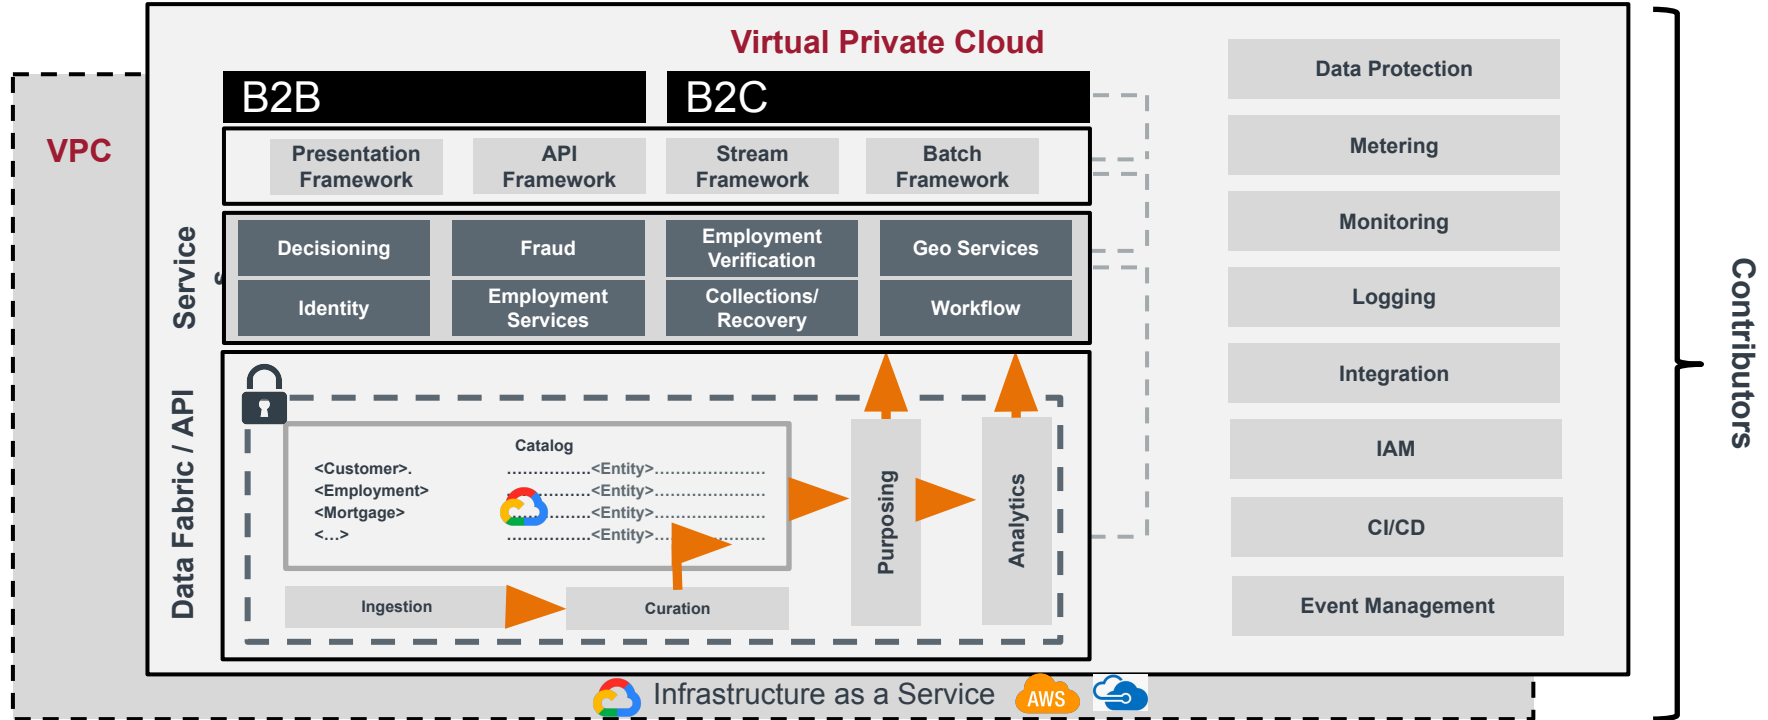 Virtual Private Cloud
VPC
B2B
B2C
Presentation
Framework
API
Framework
Stream
Framework
Batch
Framework
Service
s
Decisioning
Fraud
Employment
Verification
Geo Services
Identity
Employment
Services
Collections/
Recovery
Workflow
Data Fabric / API
Catalog
<Customer>.
<Employment>
<Mortgage>
<...>
................<Entity>.....................
................<Entity>.....................
................<Entity>.....................
................<Entity>.....................
Ingestion
Curation
Purposing
Analytics
Data Protection
Metering
Monitoring
Logging
Integration
IAM
CI/CD
Event Management
Contributors
Infrastructure as a Service
AWS